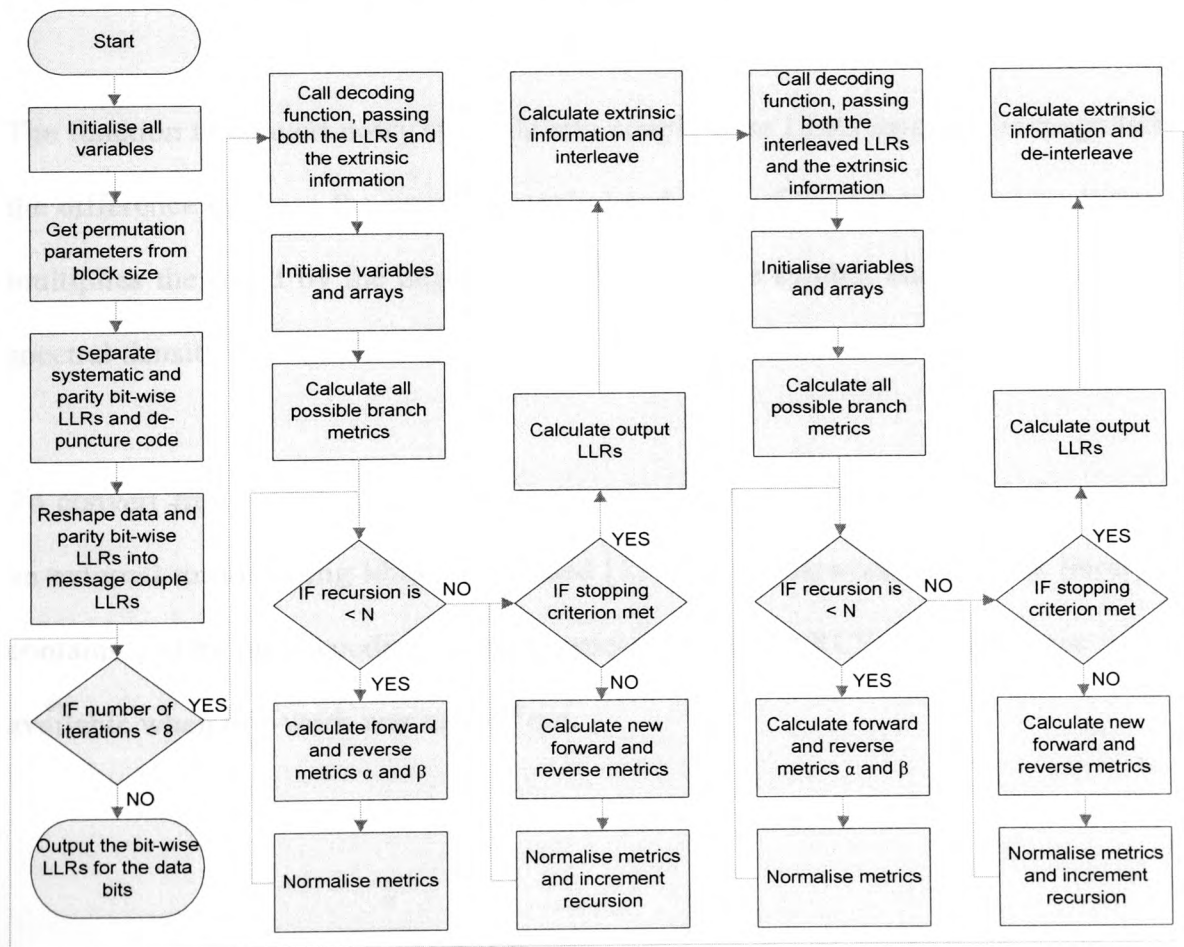 Start
Initialise all
variables
Get permutation
parameters from
block size
Separate
systematic and
parity bit-wise
LLRs and de-
puncture code
Reshape data and
parity bit-wise
LLRs into
message couple
LLRs
IF number of
iterations < 8
YES
NO
Output the bit-wise
LLRs for the data
bits
Call decoding
function, passing
both the LLRs and
the extrinsic
information
Initialise variables
and arrays
Calculate all
possible branch
metrics
IF recursion is
< N
NO
YES
Calculate forward
and reverse
metrics α and β
Normalise metrics
Calculate extrinsic
information and
interleave
Calculate output
LLRs
YES
IF stopping
criterion met
NO
Calculate new
forward and
reverse metrics
Normalise metrics
and increment
recursion
Call decoding
function, passing
both the
interleaved LLRs
and the extrinsic
information
Initialise variables
and arrays
Calculate all
possible branch
metrics
IF recursion is
< N
NO
YES
Calculate forward
and reverse
metrics α and β
Normalise metrics
Calculate extrinsic
information and
de-interleave
Calculate output
LLRs
YES
IF stopping
criterion met
NO
Calculate new
forward and
reverse metrics
Normalise metrics
and increment
recursion